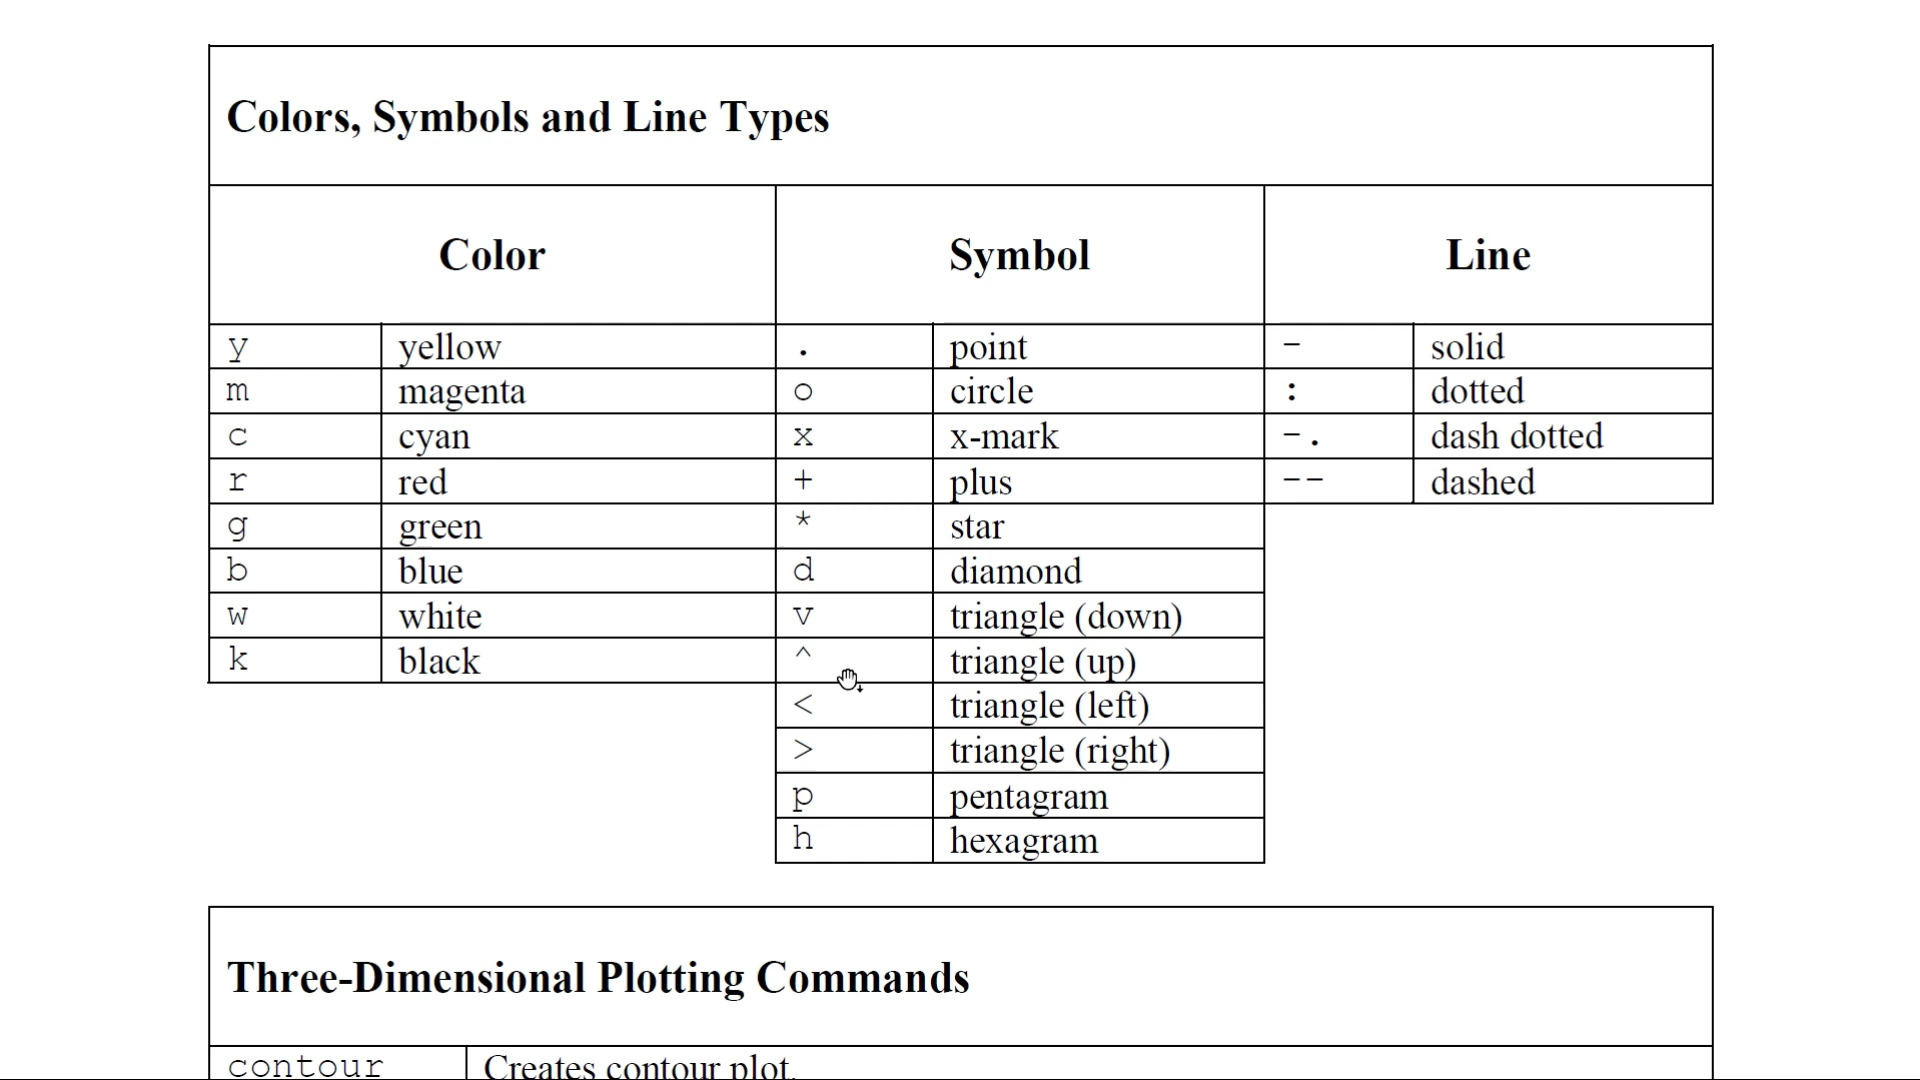 Colors, Symbols and Line Types
Color Symbol Line
y yellow . point - solid
m magenta o circle : dotted
c cyan x x-mark -. dash dotted
r red + plus -- dashed
g green * star
b blue d diamond
w white v triangle (down)
k black ^ triangle (up)
< triangle (left)
> triangle (right)
p pentagram
h hexagram
Three-Dimensional Plotting Commands
contour Creates contour plot.